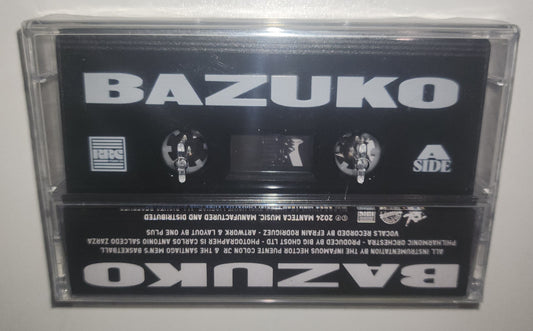 BAZUKO
A
SIDE
BAZUKO
ALL INSTRUMENTATION BY THE INFAMOUS HECTOR PUENTE COLON JR & THE SANTIAGO MEN'S BASKETBALL
PHILHARMONIC ORCHESTRA - PRODUCED BY BIG GHOST LTD - PHOTOGRAPHER IS CARLOS ANTONIO SALCEDO ZARZA
VOCALS RECORDED BY EFRAIN RODRIGUEZ - ARTWORK & LAYOUT BY ONE PLUS
℗© 2024 MANTECA MUSIC. MANUFACTURED AND DISTRIBUTED